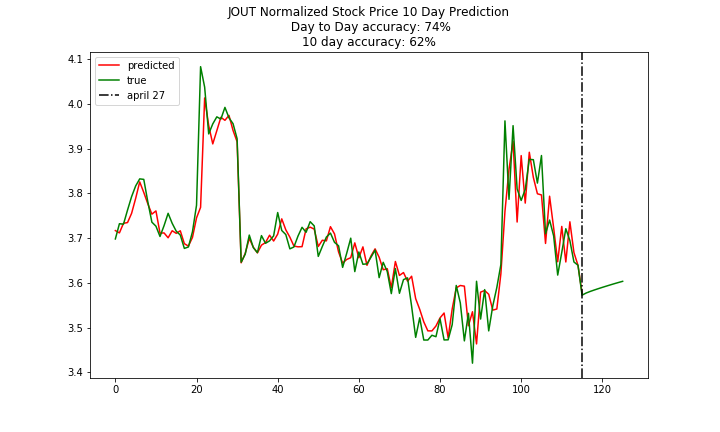 JOUT Normalized Stock Price 10 Day Prediction
Day to Day accuracy: 74%
10 day accuracy: 62%
predicted
true
april 27
4.1
4.0
3.9
3.8
3.7
3.6
3.5
3.4
0 20 40 60 80 100 120